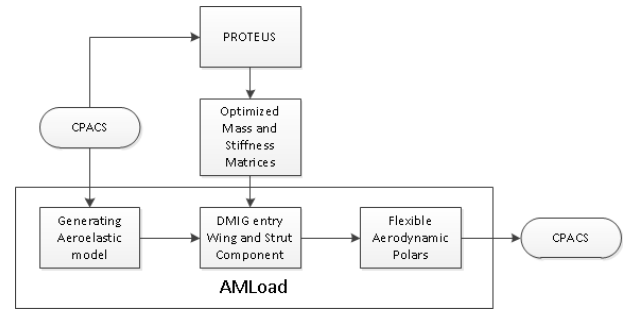 PROTEUS
CPACS
Optimized
Mass and
Stiffness
Matrices
Generating
Aeroelastic
model
DMIG entry
Wing and Strut
Component
Flexible
Aerodynamic
Polars
CPACS
AMLoad